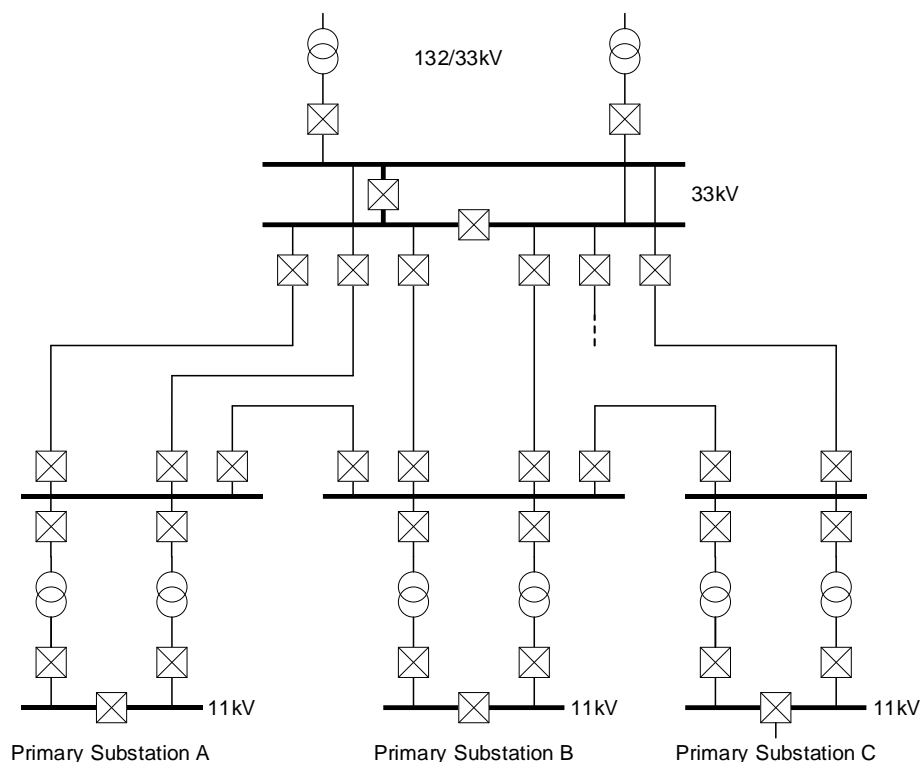 132/33kV
33kV
11kV
11kV
11kV
Primary Substation A
Primary Substation B
Primary Substation C